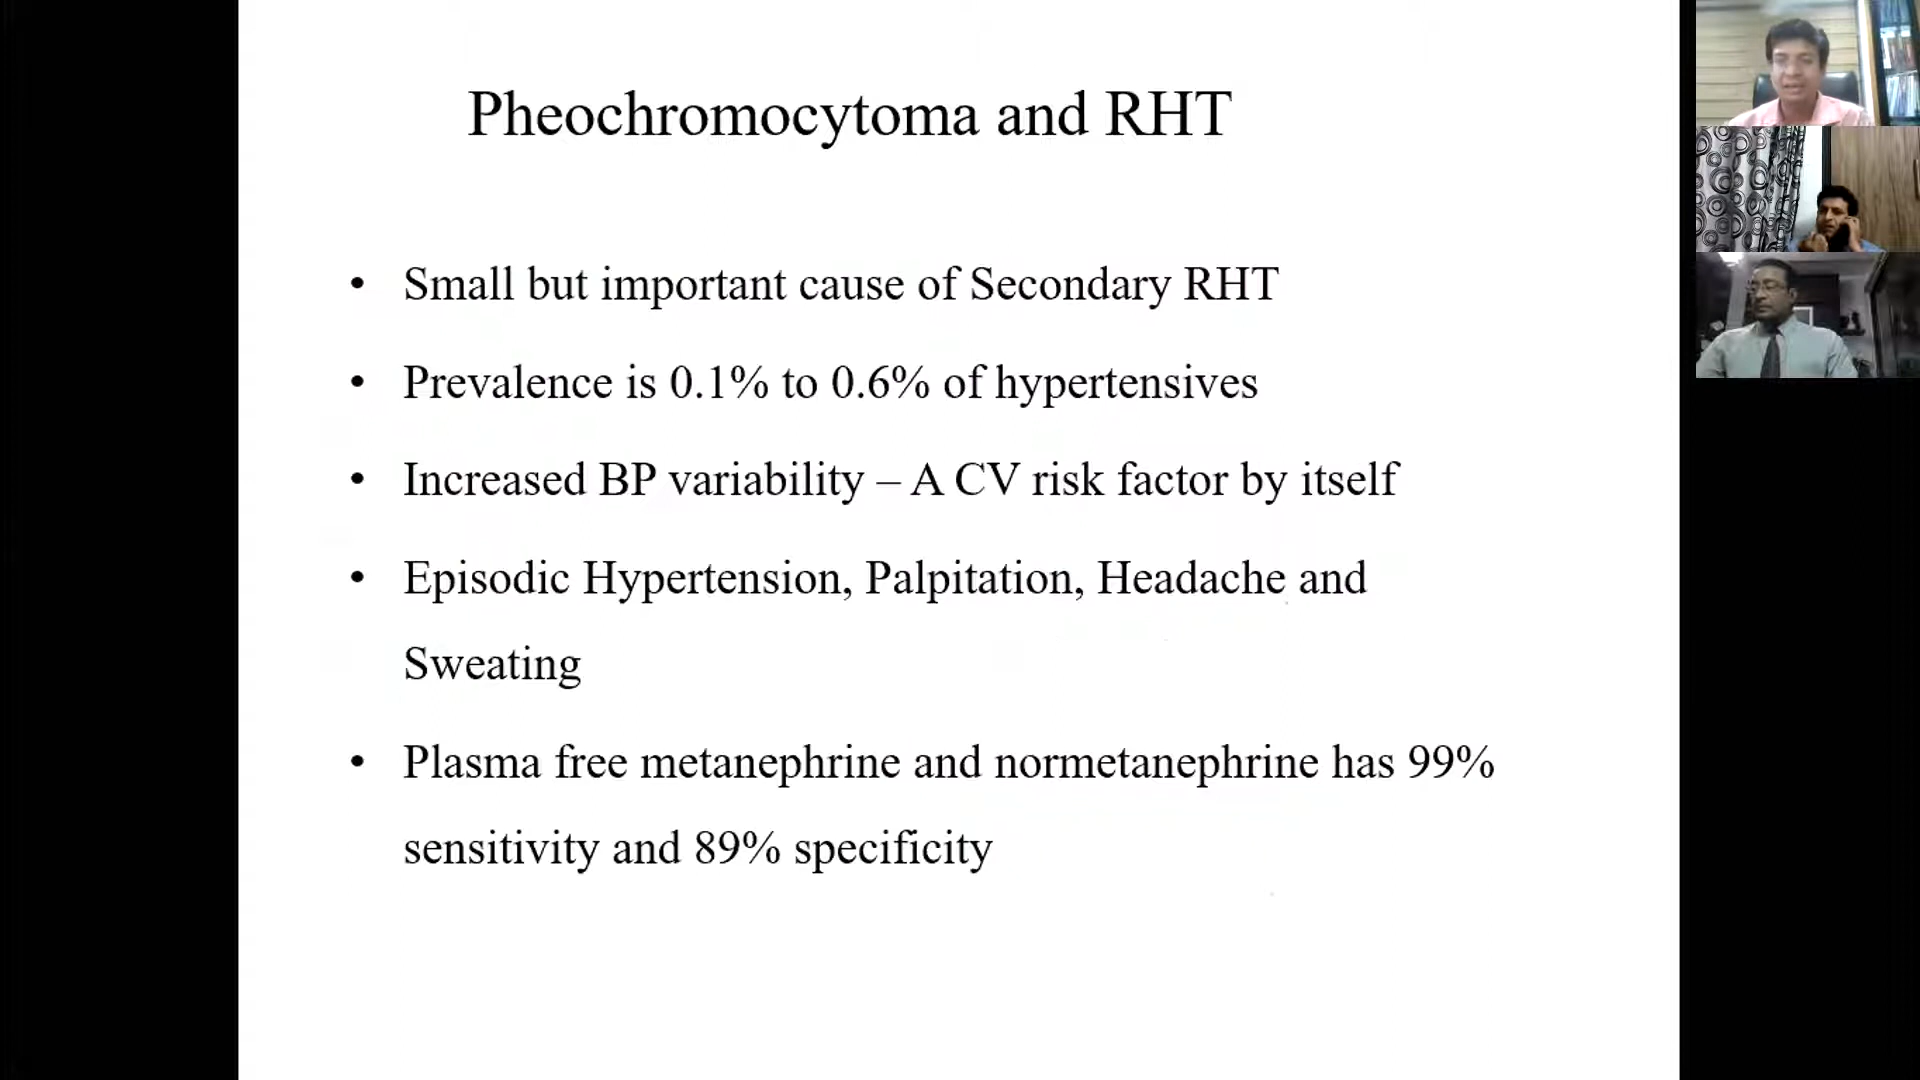 Pheochromocytoma and RHT
• Small but important cause of Secondary RHT
• Prevalence is 0.1% to 0.6% of hypertensives
• Increased BP variability – A CV risk factor by itself
• Episodic Hypertension, Palpitation, Headache and
Sweating
• Plasma free metanephrine and normetanephrine has 99%
sensitivity and 89% specificity